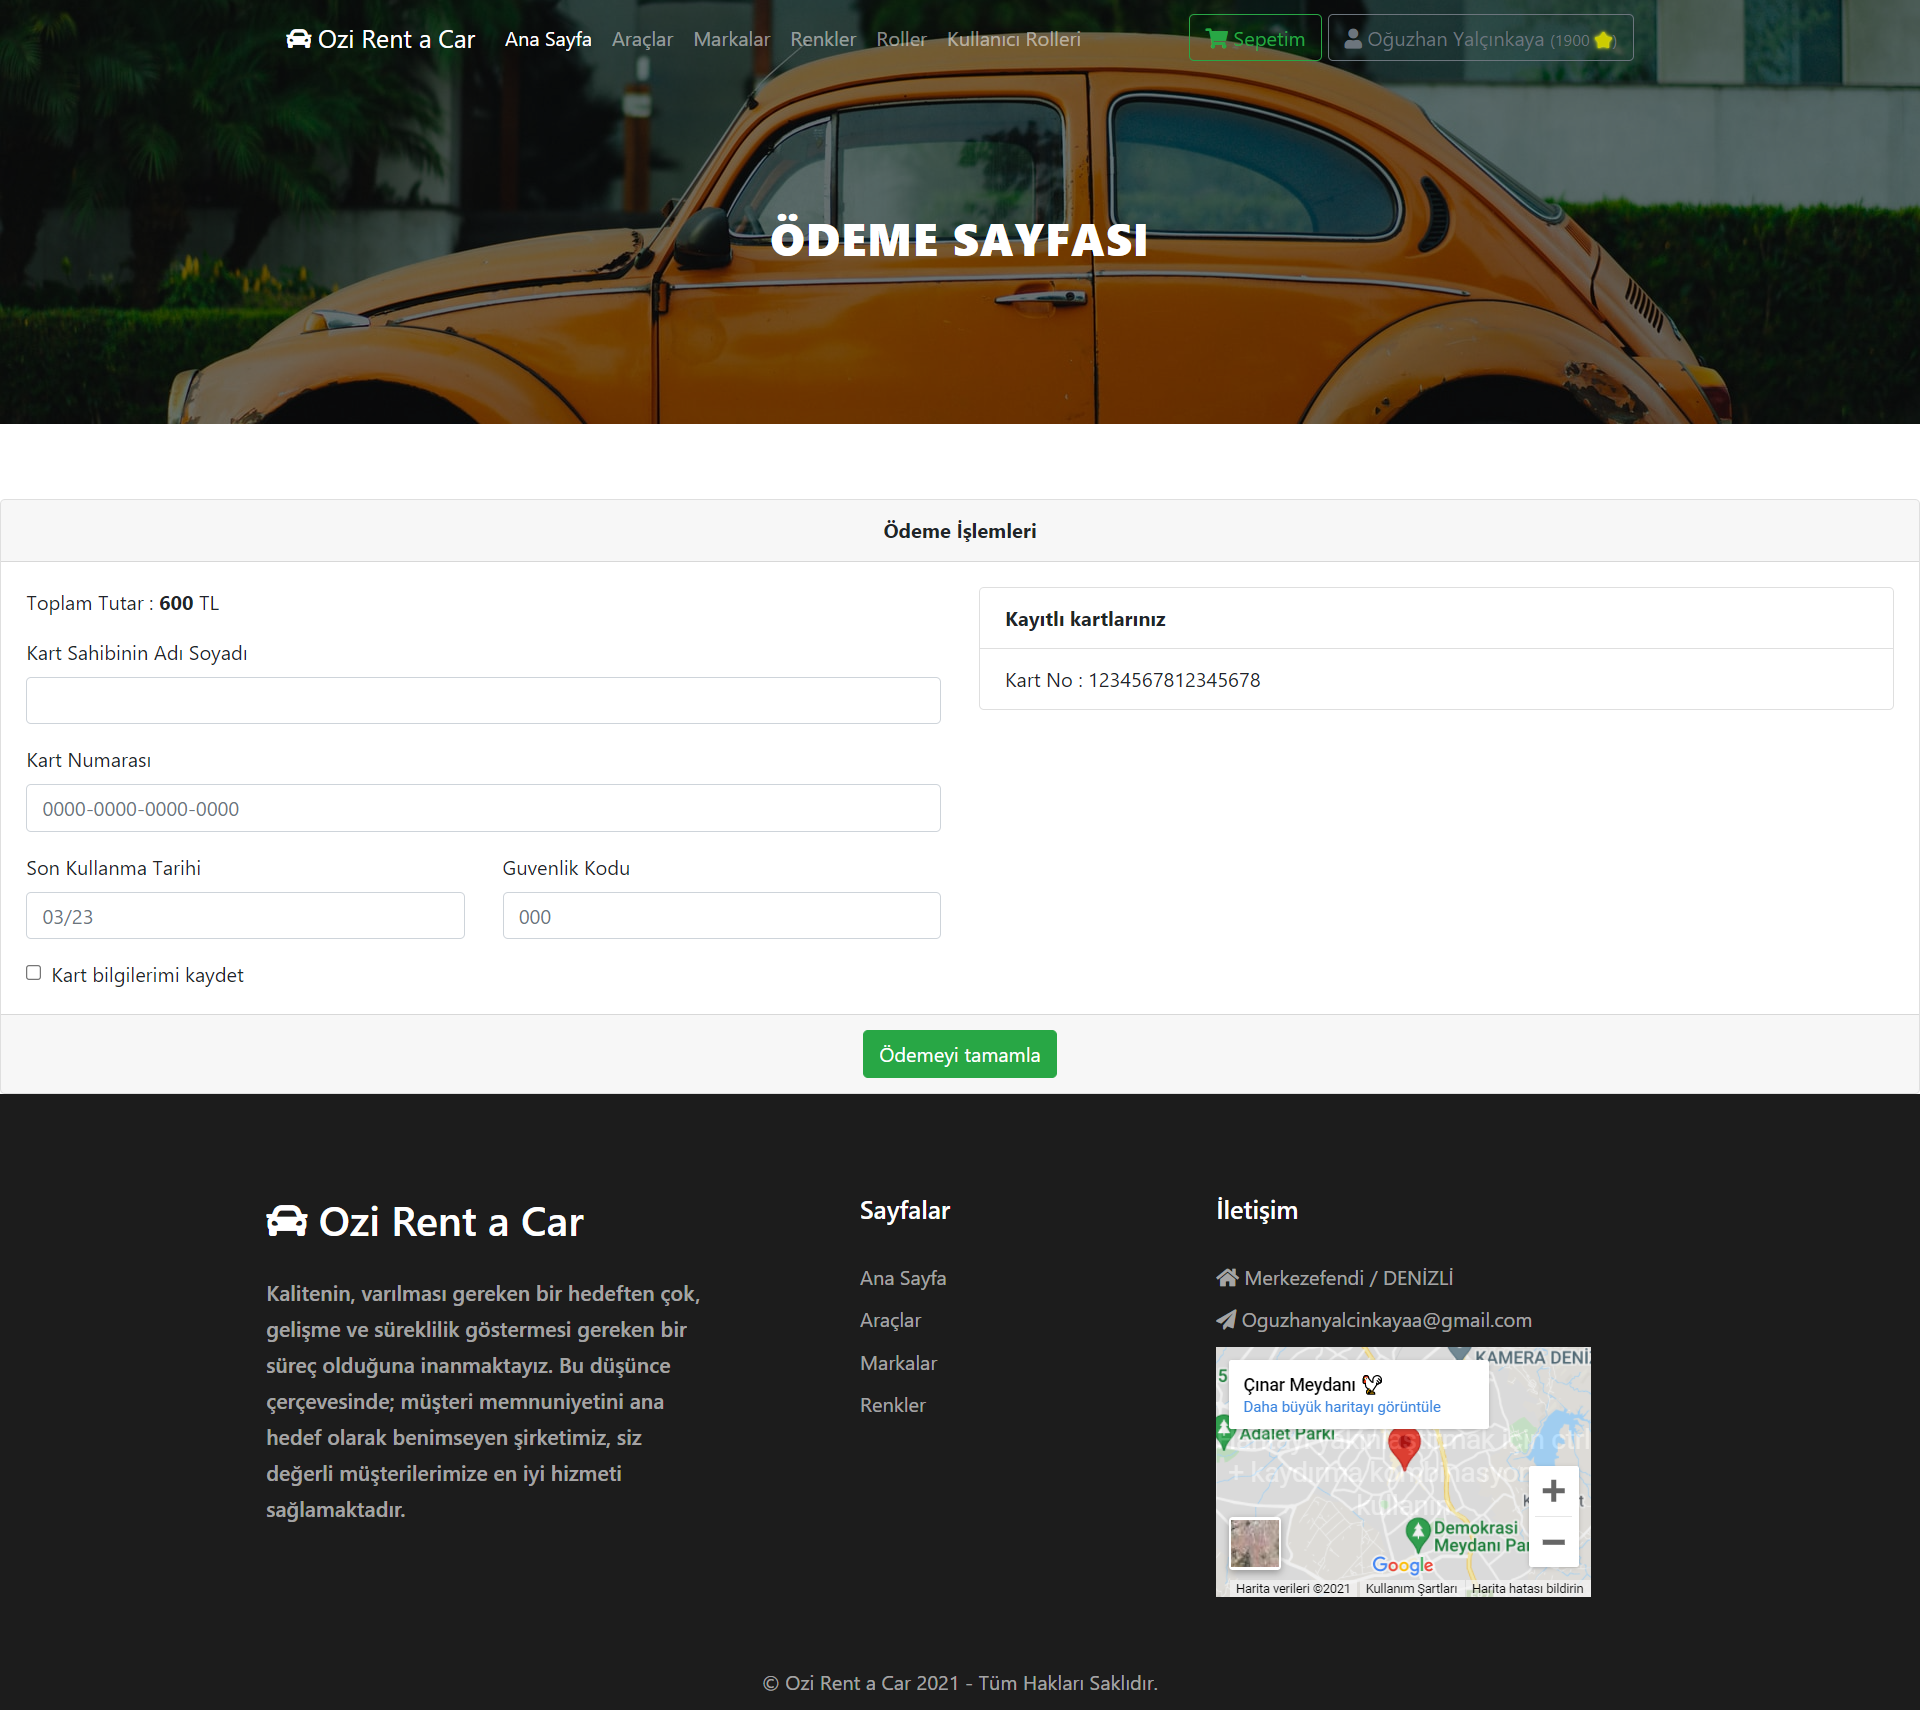 Ozi Rent a Car Ana Sayfa Araçlar Markalar Renkler Roller Kullanıcı Rolleri Sepetim Oğuzhan Yalçınkaya (1900 )
ÖDEME SAYFASI
Ödeme İşlemleri
Toplam Tutar : 600 TL
Kart Sahibinin Adı Soyadı
Kart Numarası
0000-0000-0000-0000
Son Kullanma Tarihi Guvenlik Kodu
03/23 000
Kart bilgilerimi kaydet
Kayıtlı kartlarınız
Kart No : 1234567812345678
Ödemeyi tamamla
Ozi Rent a Car
Kalitenin, varılması gereken bir hedeften çok,
gelişme ve süreklilik göstermesi gereken bir
süreç olduğuna inanmaktayız. Bu düşünce
çerçevesinde; müşteri memnuniyetini ana
hedef olarak benimseyen şirketimiz, siz
değerli müşterilerimize en iyi hizmeti
sağlamaktadır.
Sayfalar
Ana Sayfa
Araçlar
Markalar
Renkler
İletişim
Merkezefendi / DENİZLİ
Oguzhanyalcinkayaa@gmail.com
KAMERA DENİZ
5
Çınar Meydanı
Daha büyük haritayı görüntüle
Adalet Parkı
için ctrl
+ kaydırma kombinasyon
kullanın
Demokrasi
Meydanı Par
Google
Harita verileri ©2021 Kullanım Şartları Harita hatası bildirin
© Ozi Rent a Car 2021 - Tüm Hakları Saklıdır.